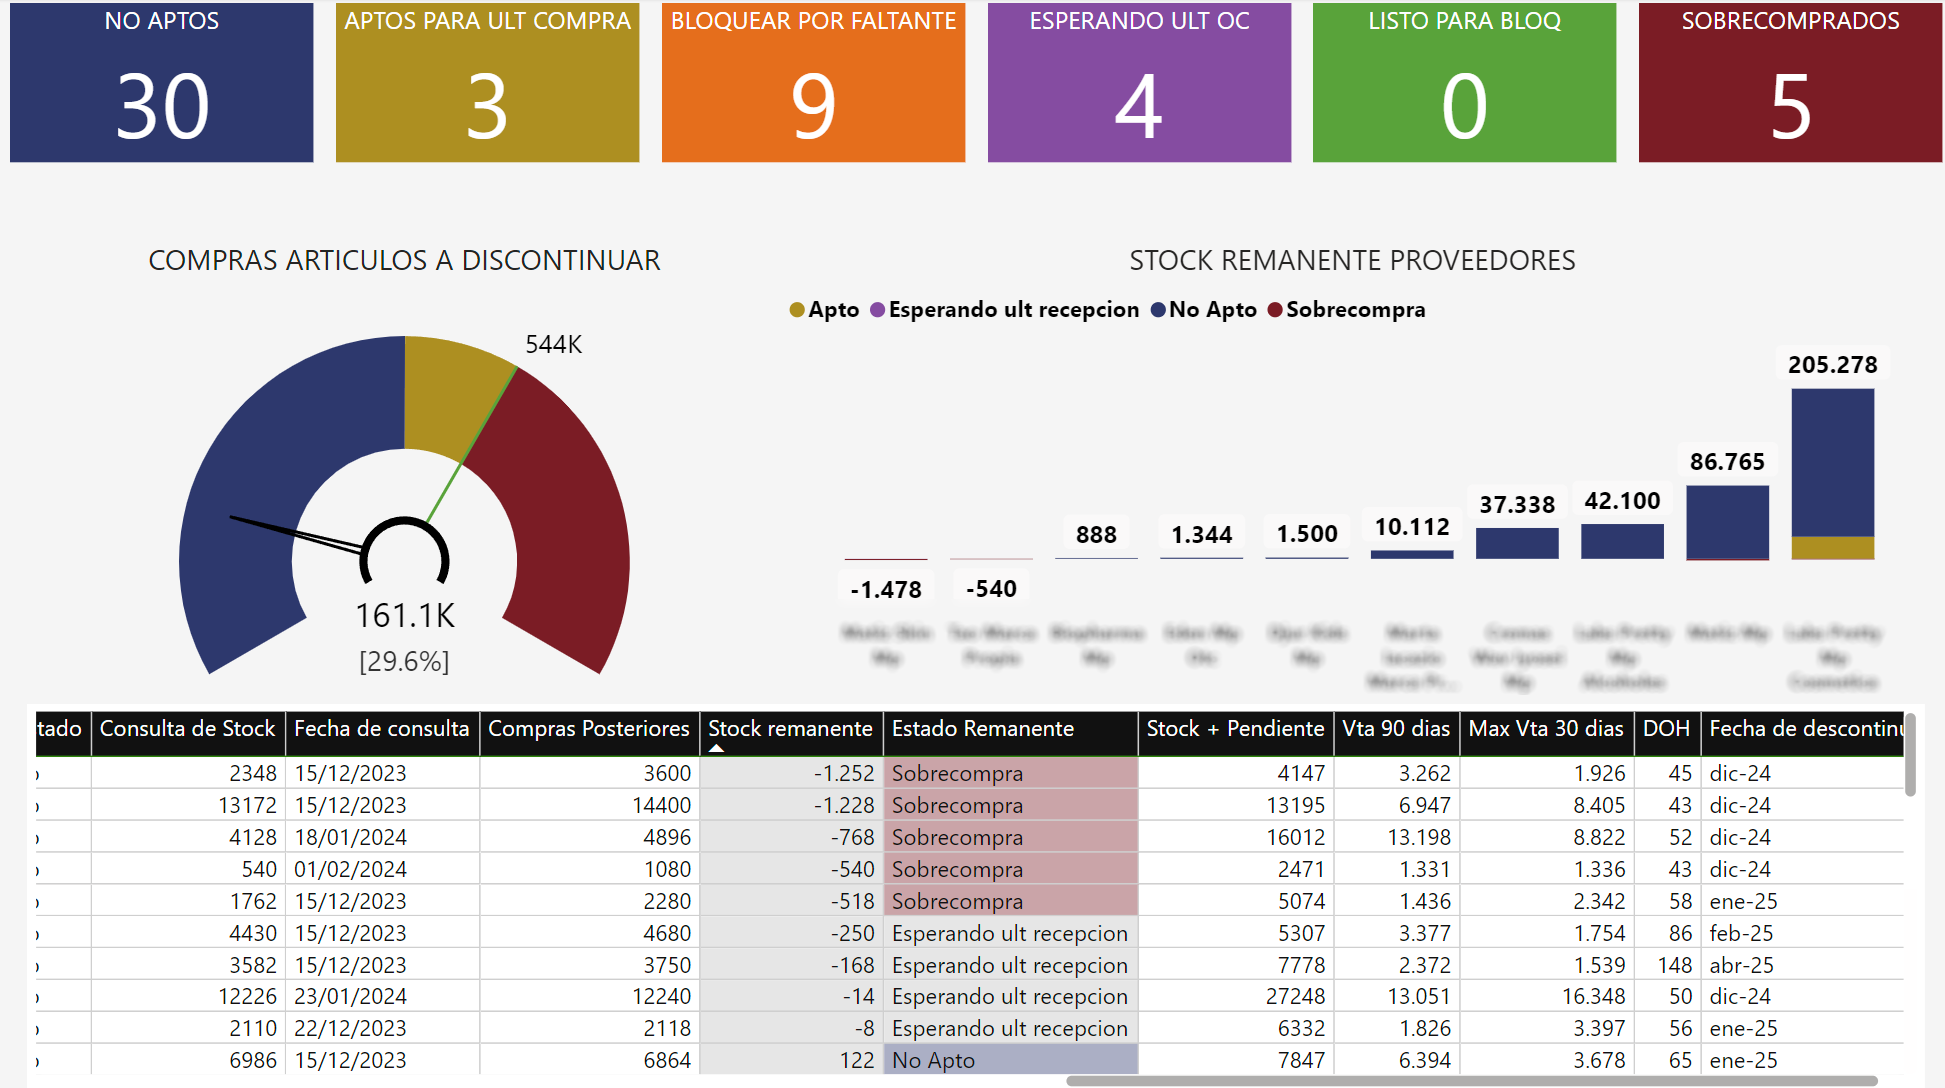 NO APTOS
30
APTOS PARA ULT COMPRA
3
BLOQUEAR POR FALTANTE
9
ESPERANDO ULT OC
4
LISTO PARA BLOQ
0
SOBRECOMPRADOS
5
COMPRAS ARTICULOS A DISCONTINUAR
544K
161.1K
[29.6%]
STOCK REMANENTE PROVEEDORES
Apto Esperando ult recepcion No Apto Sobrecompra
-1.478
-540
888
1.344
1.500
10.112
37.338
42.100
86.765
205.278
tado Consulta de Stock Fecha de consulta Compras Posteriores Stock remanente Estado Remanente Stock + Pendiente Vta 90 dias Max Vta 30 dias DOH Fecha de descontinu
2348 15/12/2023 3600 -1.252 Sobrecompra 4147 3.262 1.926 45 dic-24
13172 15/12/2023 14400 -1.228 Sobrecompra 13195 6.947 8.405 43 dic-24
4128 18/01/2024 4896 -768 Sobrecompra 16012 13.198 8.822 52 dic-24
540 01/02/2024 1080 -540 Sobrecompra 2471 1.331 1.336 43 dic-24
1762 15/12/2023 2280 -518 Sobrecompra 5074 1.436 2.342 58 ene-25
4430 15/12/2023 4680 -250 Esperando ult recepcion 5307 3.377 1.754 86 feb-25
3582 15/12/2023 3750 -168 Esperando ult recepcion 7778 2.372 1.539 148 abr-25
12226 23/01/2024 12240 -14 Esperando ult recepcion 27248 13.051 16.348 50 dic-24
2110 22/12/2023 2118 -8 Esperando ult recepcion 6332 1.826 3.397 56 ene-25
6986 15/12/2023 6864 122 No Apto 7847 6.394 3.678 65 ene-25